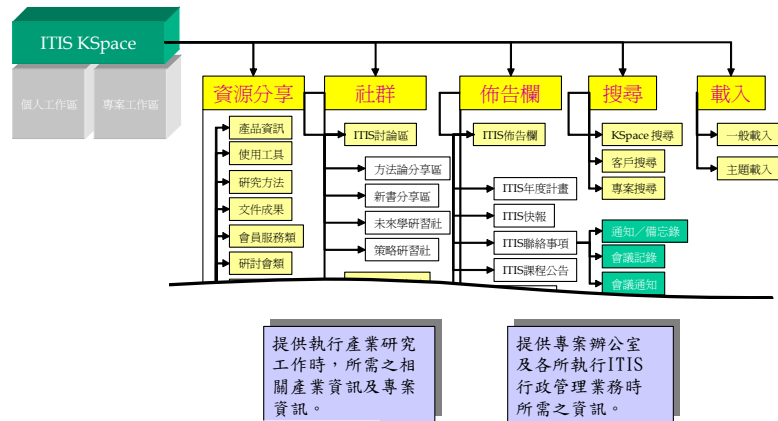 ITIS KSpace
個人工作區
專案工作區
資源分享
社群
佈告欄
搜尋
載入
產品資訊
使用工具
研究方法
文件成果
會員服務類
研討會類
ITIS討論區
方法論分享區
新書分享區
未來學研習社
策略研習社
ITIS佈告欄
ITIS年度計畫
ITIS快報
ITIS聯絡事項
ITIS課程公告
KSpace 搜尋
客戶搜尋
專案搜尋
通知／備忘錄
會議記錄
會議通知
一般載入
主題載入
提供執行產業研究
工作時，所需之相
關產業資訊及專案
資訊。
提供專案辦公室
及各所執行ITIS
行政管理業務時
所需之資訊。